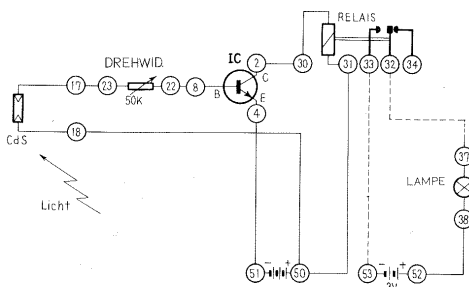 RELAIS
DREHWID.
IC
2
30
31
33
32
34
17
23
50K
22
8
B
C
E
4
CdS
18
Licht
37
LAMPE
38
51
- +
50
53
- +
52
3V